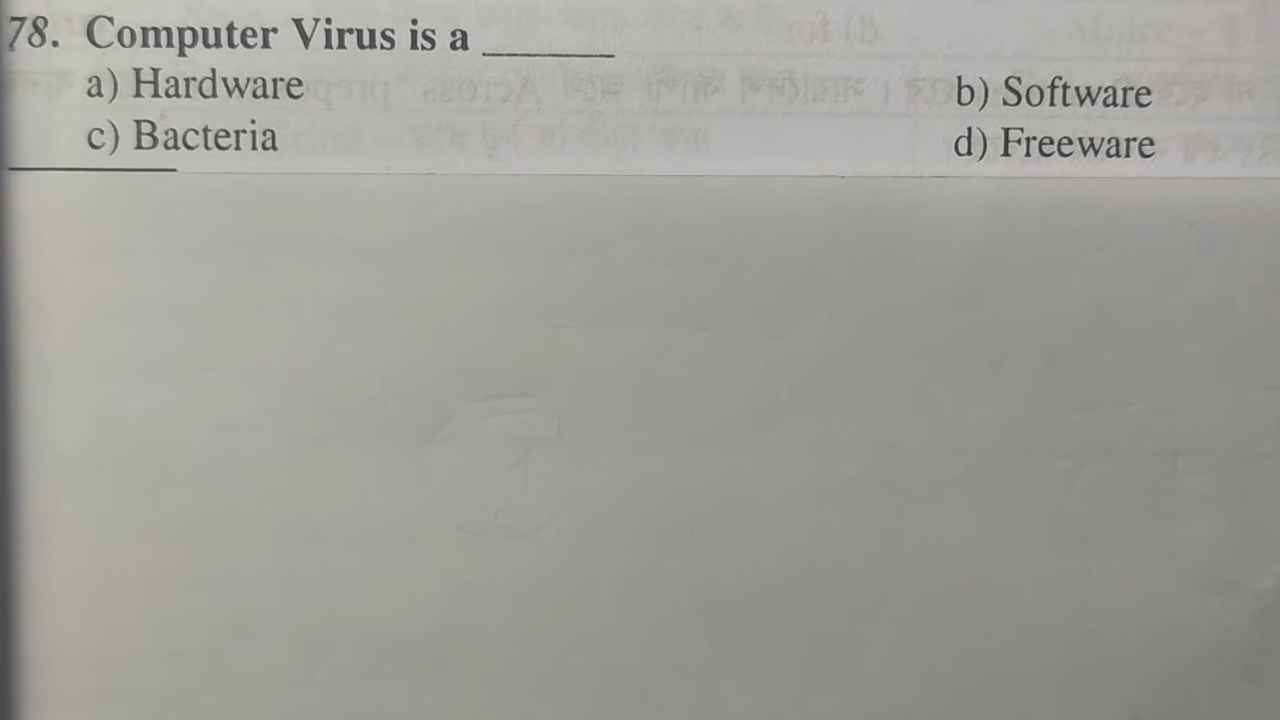 78. Computer Virus is a ______
a) Hardware b) Software
c) Bacteria d) Freeware